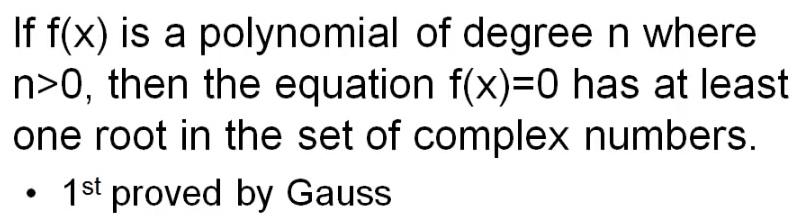 If f(x) is a polynomial of degree n where
n>0, then the equation f(x)=0 has at least
one root in the set of complex numbers.
• 1st proved by Gauss